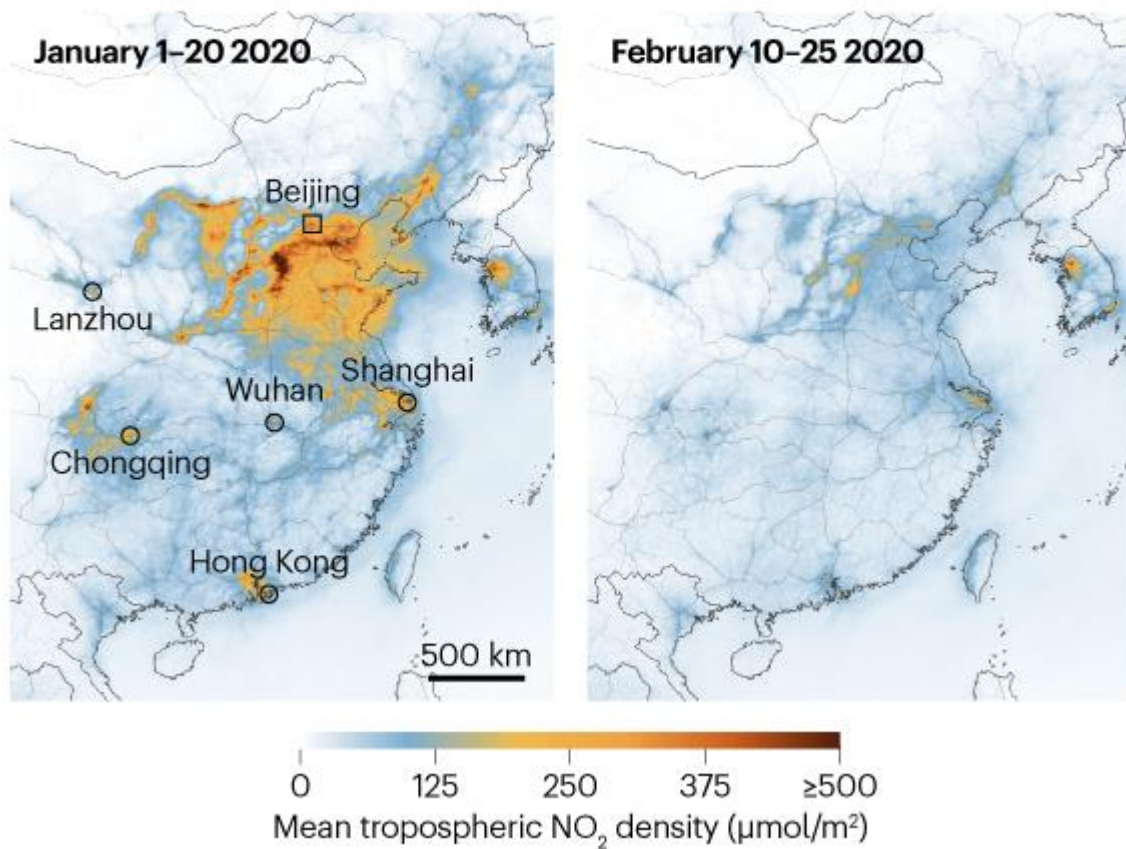 January 1–20 2020
February 10–25 2020
Beijing
Lanzhou
Wuhan
Shanghai
Chongqing
Hong Kong
500 km
0
125
250
375
≥500
Mean tropospheric NO₂ density (μmol/m²)